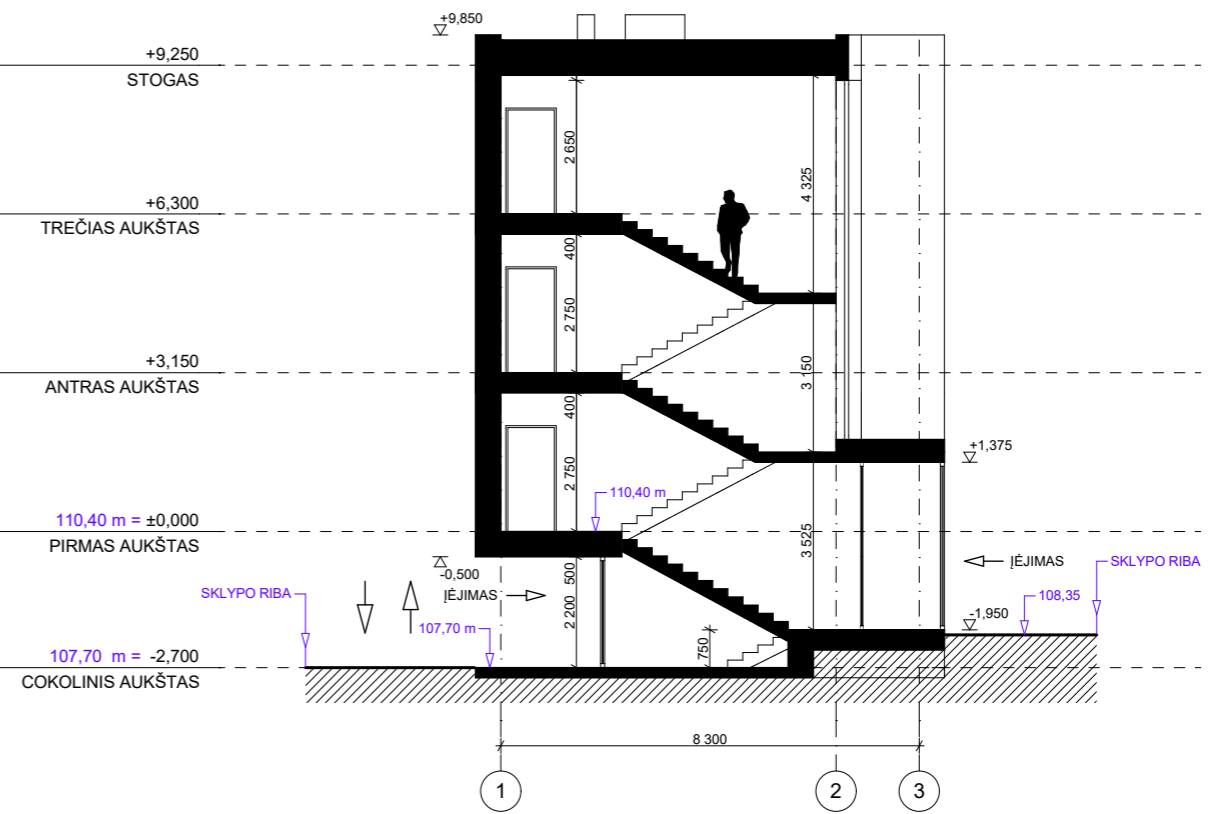 +9,850
+9,250
STOGAS
2 650
4 325
+6,300
TREČIAS AUKŠTAS
400
2 750
+3,150
ANTRAS AUKŠTAS
3 150
400
+1,375
2 750
110,40 m
110,40 m = ±0,000
PIRMAS AUKŠTAS
3 525
-0,500
500
ĮĖJIMAS
SKLYPO RIBA
SKLYPO RIBA
ĮĖJIMAS
108,35
2 200
-1,950
107,70 m
750
107,70 m = -2,700
COKOLINIS AUKŠTAS
8 300
1
2
3